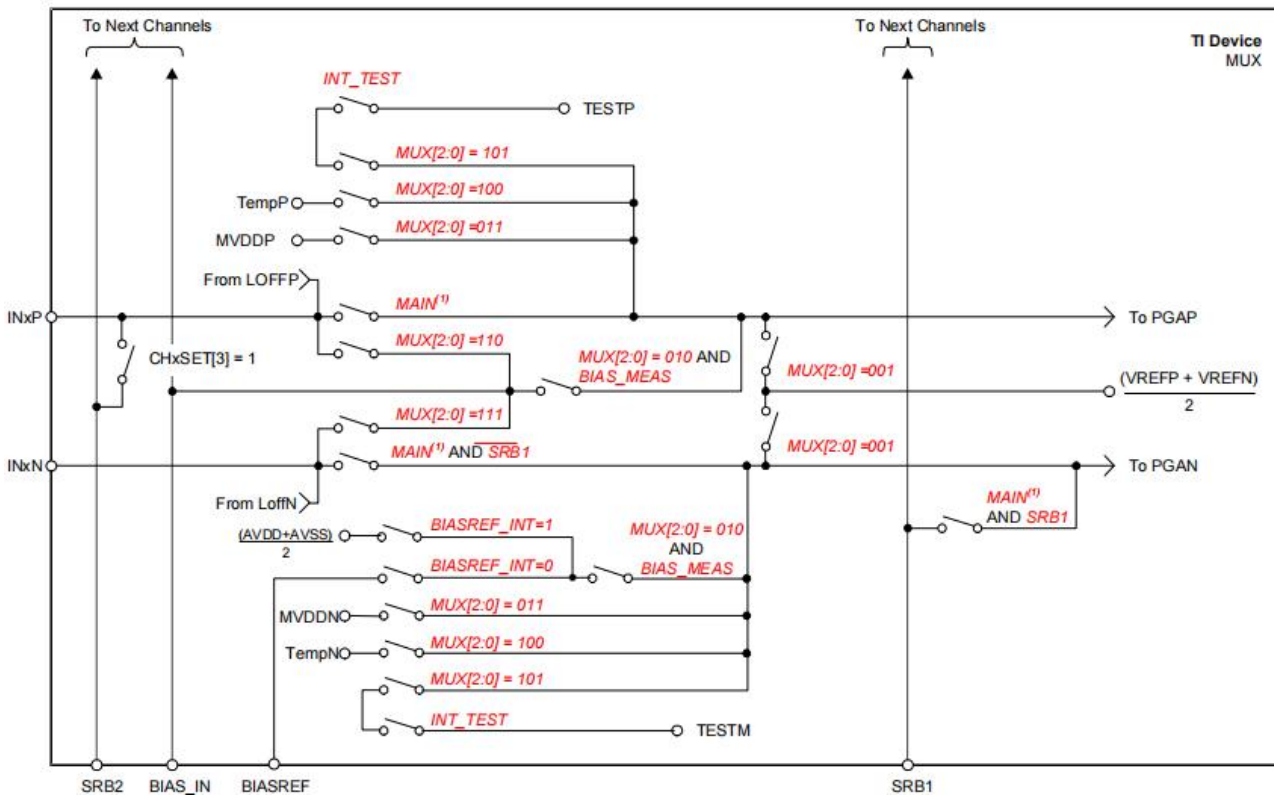 To Next Channels
To Next Channels
TI Device
MUX
INT_TEST
TESTP
MUX[2:0] = 101
TempP
MUX[2:0] =100
MVDDP
MUX[2:0] =011
From LOFFP
INxP
MAIN(1)
To PGAP
MUX[2:0] =110
CHxSET[3] = 1
MUX[2:0] = 010 AND
BIAS_MEAS
MUX[2:0] =001
(VREFP + VREFN)
2
MUX[2:0] =111
MUX[2:0] =001
INxN
MAIN(1) AND SRB1
To PGAN
From LoffN
MAIN(1)
AND SRB1
(AVDD+AVSS)
2
BIASREF_INT=1
MUX[2:0] = 010
AND
BIAS_MEAS
BIASREF_INT=0
MVDDN
MUX[2:0] = 011
TempN
MUX[2:0] = 100
MUX[2:0] = 101
INT_TEST
TESTM
SRB2
BIAS_IN
BIASREF
SRB1